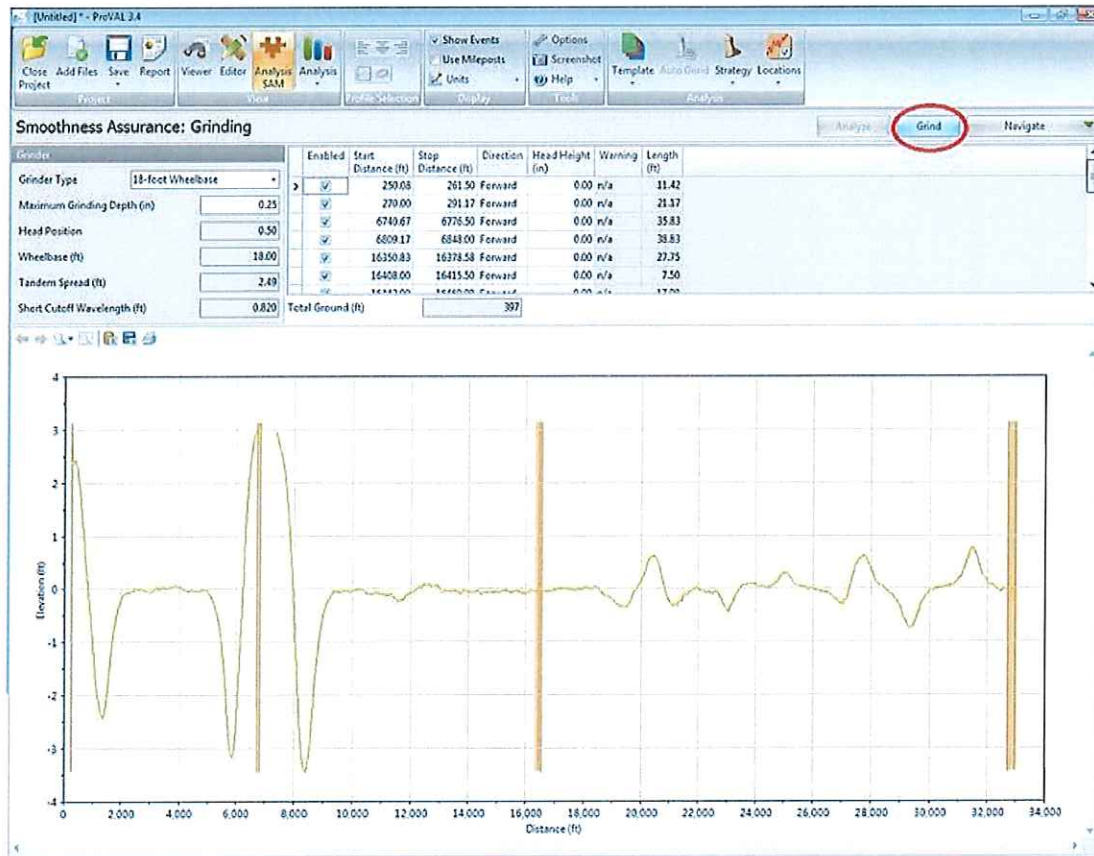 [Untitled] * - ProVAL 3.4
Close Project Add Files Save Report Viewer Editor Analysis SAM Analysis
Show Events
Use Mileposts
Units
Options
Screenshot
Help
Template Auto Grind Strategy Locations
Project View Profile Selection Display Tools Analysis
Smoothness Assurance: Grinding Analyze Grind Navigate
Grinder
Grinder Type 18-foot Wheelbase
Maximum Grinding Depth (in) 0.25
Head Position 0.50
Wheelbase (ft) 18.00
Tandem Spread (ft) 2.49
Short Cutoff Wavelength (ft) 0.820
Enabled Start Distance (ft) Stop Distance (ft) Direction Head Height (in) Warning Length (ft)
250.08 261.50 Forward 0.00 n/a 11.42
270.00 291.17 Forward 0.00 n/a 21.17
6740.67 6776.50 Forward 0.00 n/a 35.83
6809.17 6848.00 Forward 0.00 n/a 38.83
16350.83 16378.58 Forward 0.00 n/a 27.75
16408.00 16415.50 Forward 0.00 n/a 7.50
Total Ground (ft) 397
4
3
2
1
0
-1
-2
-3
-4
Elevation (ft)
0 2,000 4,000 6,000 8,000 10,000 12,000 14,000 16,000 18,000 20,000 22,000 24,000 26,000 28,000 30,000 32,000 34,000
Distance (ft)